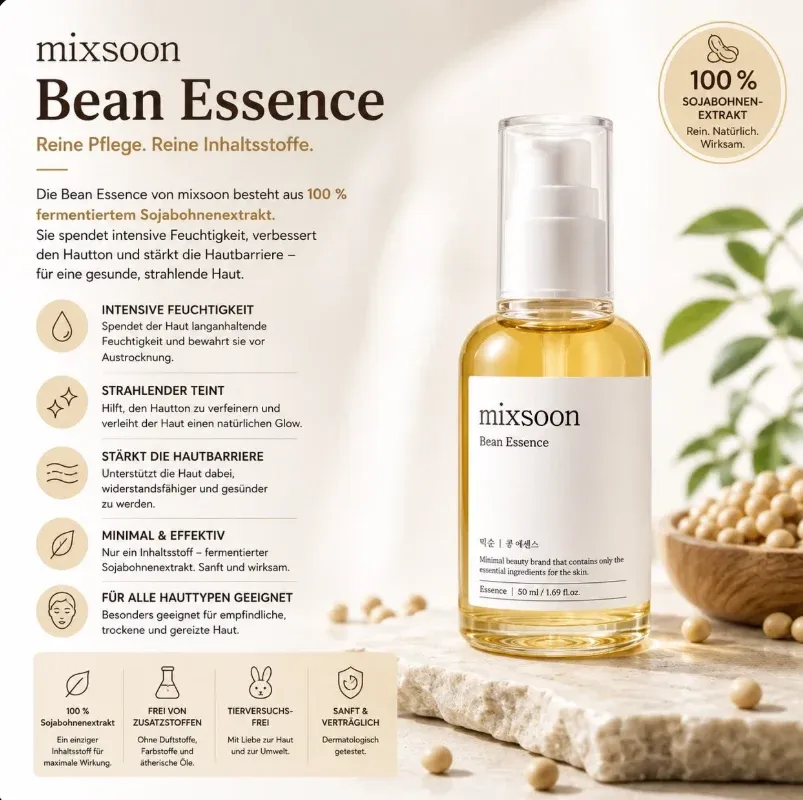 mixsoon
Bean Essence
Reine Pflege. Reine Inhaltsstoffe.
Die Bean Essence von mixsoon besteht aus 100 %
fermentiertem Sojabohnenextrakt.
Sie spendet intensive Feuchtigkeit, verbessert
den Hautton und stärkt die Hautbarriere –
für eine gesunde, strahlende Haut.
INTENSIVE FEUCHTIGKEIT
Spendet der Haut langanhaltende
Feuchtigkeit und bewahrt sie vor
Austrocknung.
STRAHLENDER TEINT
Hilft, den Hautton zu verfeinern und
verleiht der Haut einen natürlichen Glow.
STÄRKT DIE HAUTBARRIERE
Unterstützt die Haut dabei,
widerstandsfähiger und gesünder
zu werden.
MINIMAL & EFFEKTIV
Nur ein Inhaltsstoff – fermentierter
Sojabohnenextrakt. Sanft und wirksam.
FÜR ALLE HAUTTYPEN GEEIGNET
Besonders geeignet für empfindliche,
trockene und gereizte Haut.
100 %
Sojabohnenextrakt
Ein einziger
Inhaltsstoff für
maximale Wirkung.
FREI VON
ZUSATZSTOFFEN
Ohne Duftstoffe,
Farbstoffe und
ätherische Öle.
TIERVERSUCHS-
FREI
Mit Liebe zur Haut
und zur Umwelt.
SANFT &
VERTRÄGLICH
Dermatologisch
getestet.
100 %
SOJABOHNEN-
EXTRAKT
Rein. Natürlich.
Wirksam.
mixsoon
Bean Essence
믹순 | 콩 에센스
Minimal beauty brand that contains only the
essential ingredients for the skin.
Essence | 50 ml / 1.69 fl.oz.